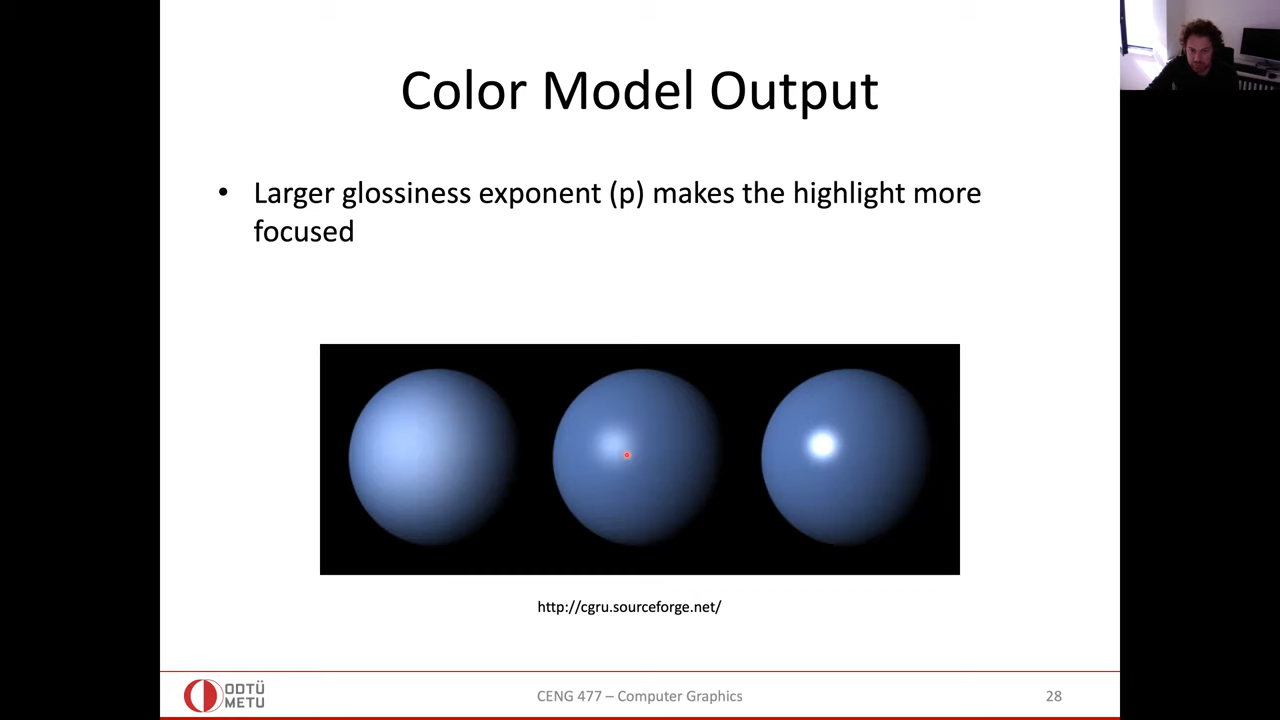 Color Model Output
• Larger glossiness exponent (p) makes the highlight more
focused
http://cgru.sourceforge.net/
ODTÜ
METU
CENG 477 – Computer Graphics
28